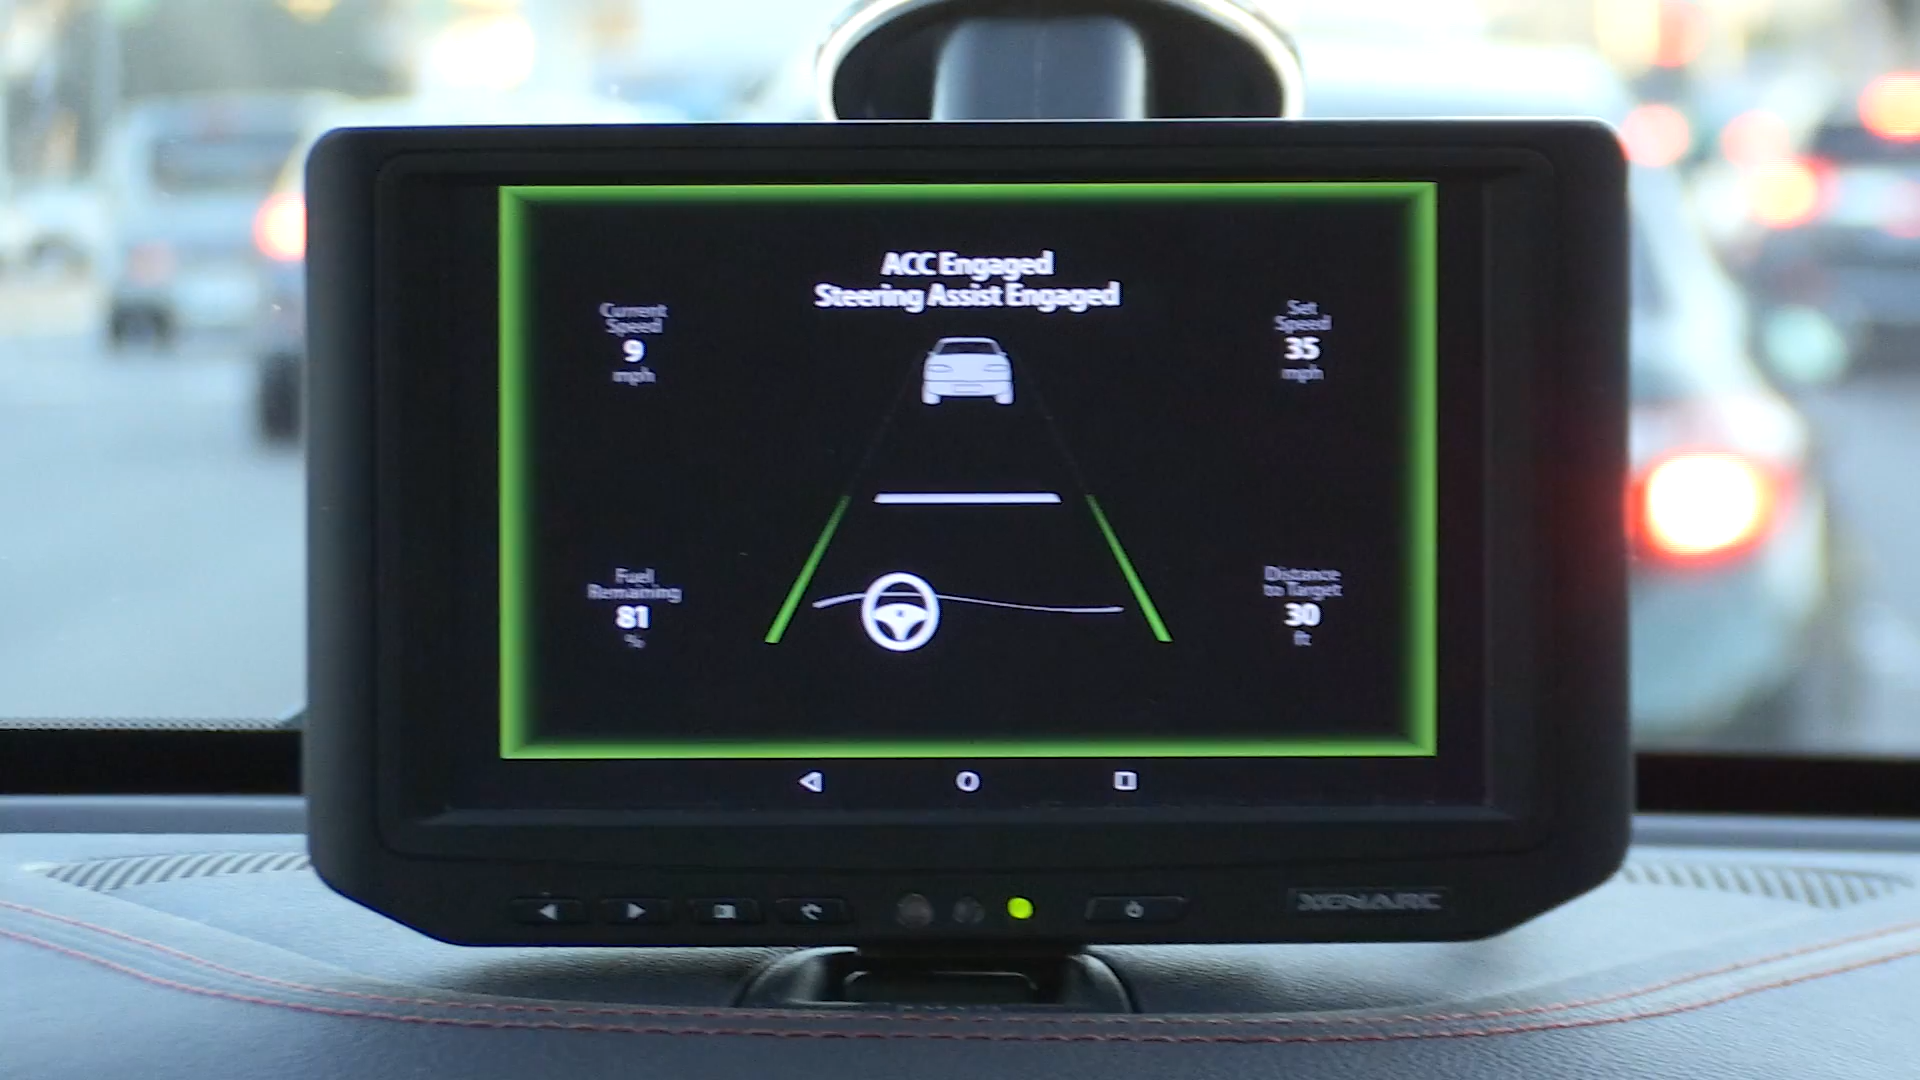 ACC Engaged
Steering Assist Engaged
Current
Speed
9
mph
Set
Speed
35
mph
Fuel
Remaining
81
%
Distance
to Target
30
ft
XENARC